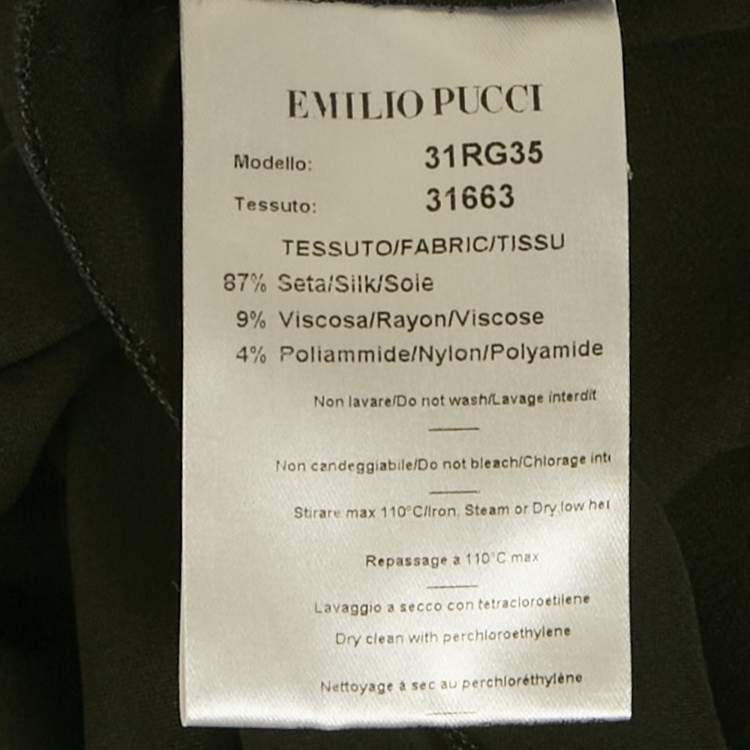 EMILIO PUCCI
Modello: 31RG35
Tessuto: 31663
TESSUTO/FABRIC/TISSU
87% Seta/Silk/Soie
9% Viscosa/Rayon/Viscose
4% Poliammide/Nylon/Polyamide
Non lavare/Do not wash/Lavage interdit
Non candeggiabile/Do not bleach/Chlorage
Stirare max 110°C/Iron, Steam or Dry low
Repassage a 110°C max
Lavaggio a secco con tetracloroetilene
Dry clean with perchloroethylene
Nettoyage á sec au perchloréthylène